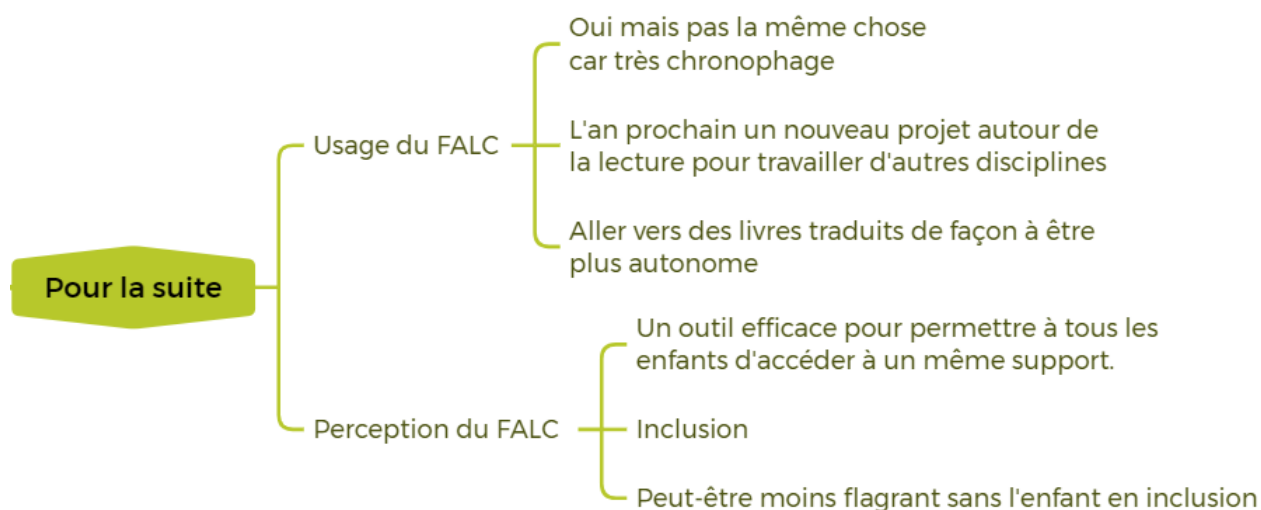 Pour la suite
Usage du FALC
Oui mais pas la même chose
car très chronophage
L'an prochain un nouveau projet autour de
la lecture pour travailler d'autres disciplines
Aller vers des livres traduits de façon à être
plus autonome
Perception du FALC
Un outil efficace pour permettre à tous les
enfants d'accéder à un même support.
Inclusion
Peut-être moins flagrant sans l'enfant en inclusion